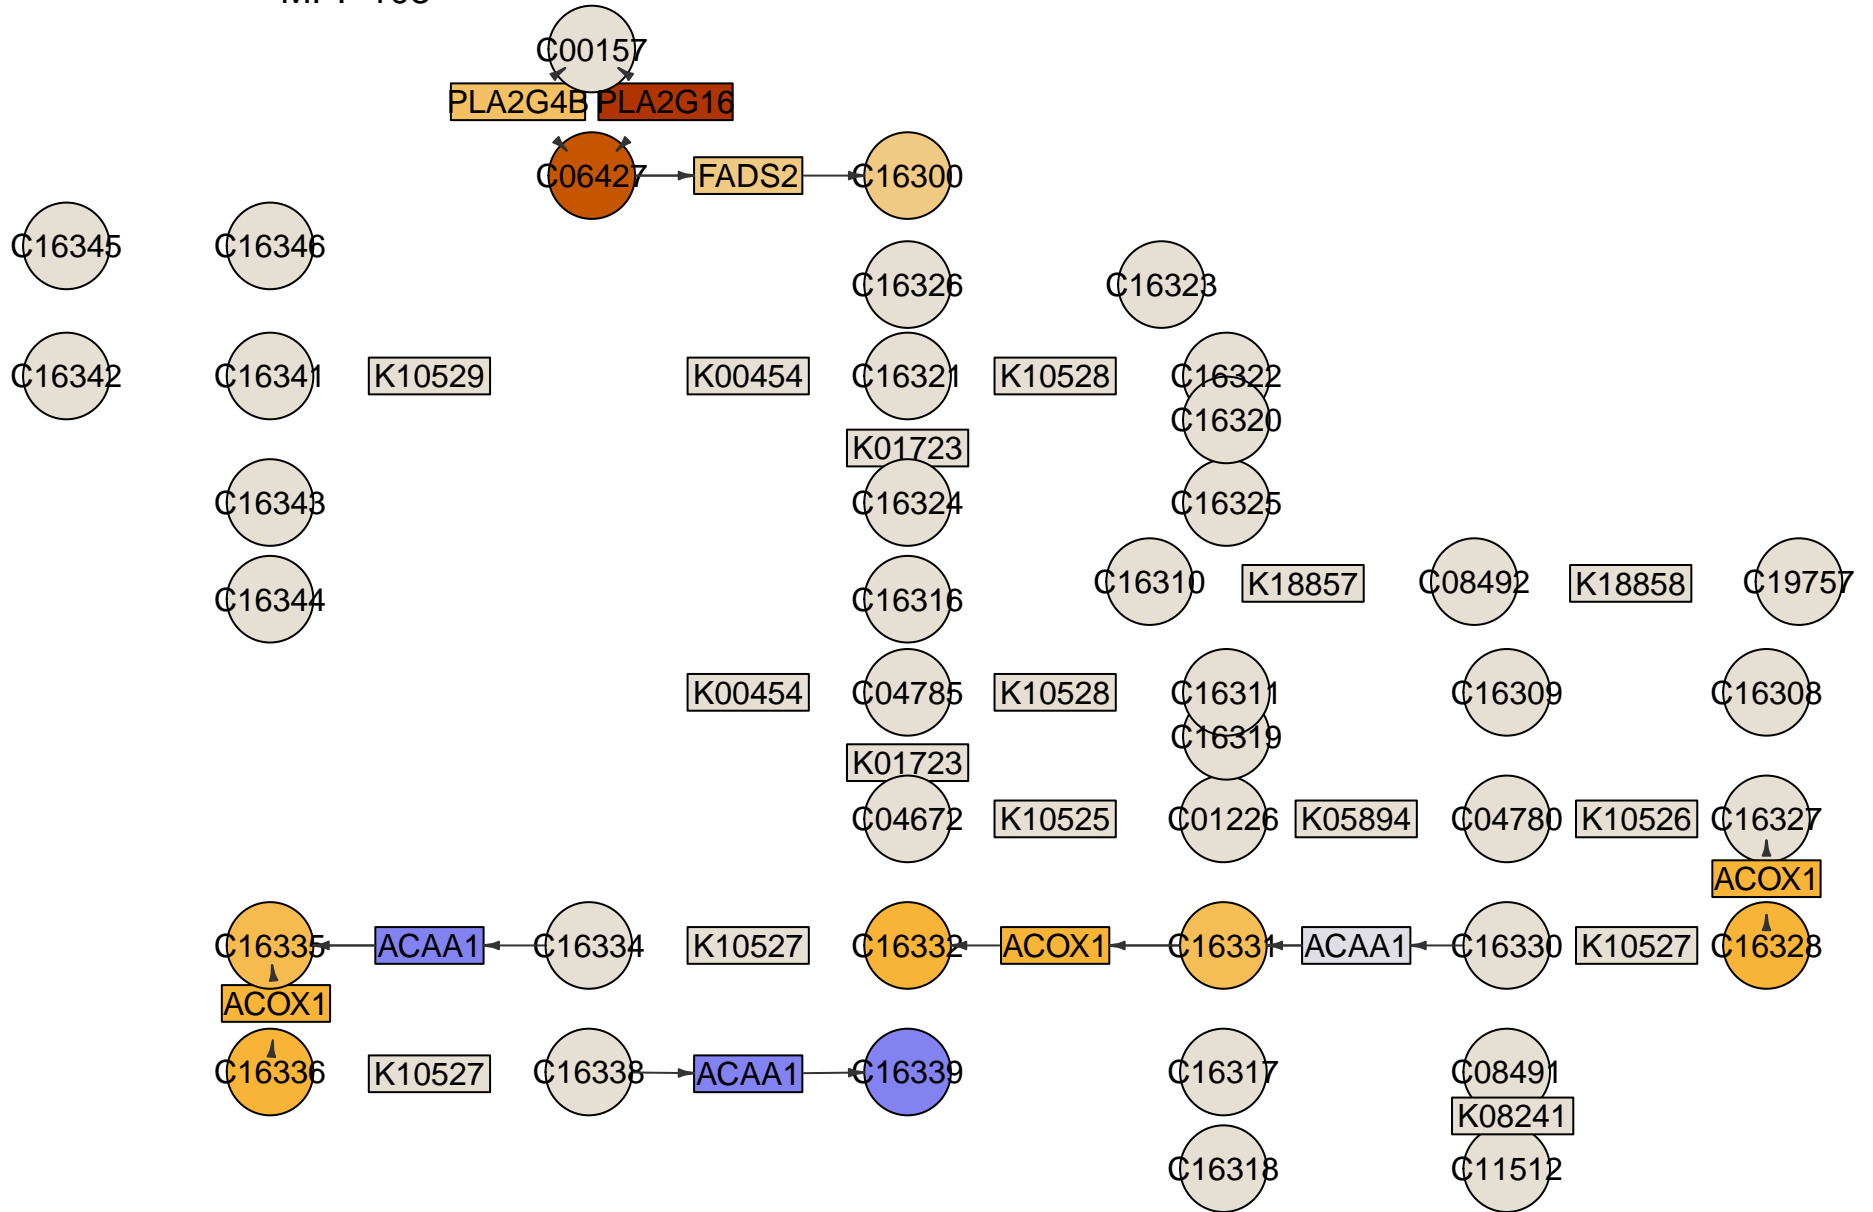 C00157
PLA2G4B PLA2G16
C06427 FADS2 C16300
C16345 C16346
C16326 C16323
C16342 C16341 K10529 K00454 C16321 K10528 C16322
C16320
K01723
C16343 C16324 C16325
C16310 K18857 C08492 K18858 C19757
C16344 C16316
K00454 C04785 K10528 C16311 C16309 C16308
C16319
K01723
C04672 K10525 C01226 K05894 C04780 K10526 C16327
ACOX1
C16335 ACAA1 C16334 K10527 C16332 ACOX1 C16331 ACAA1 C16330 K10527 C16328
ACOX1
C16336 K10527 C16338 ACAA1 C16339 C16317 C08491
K08241
C16318 C11512